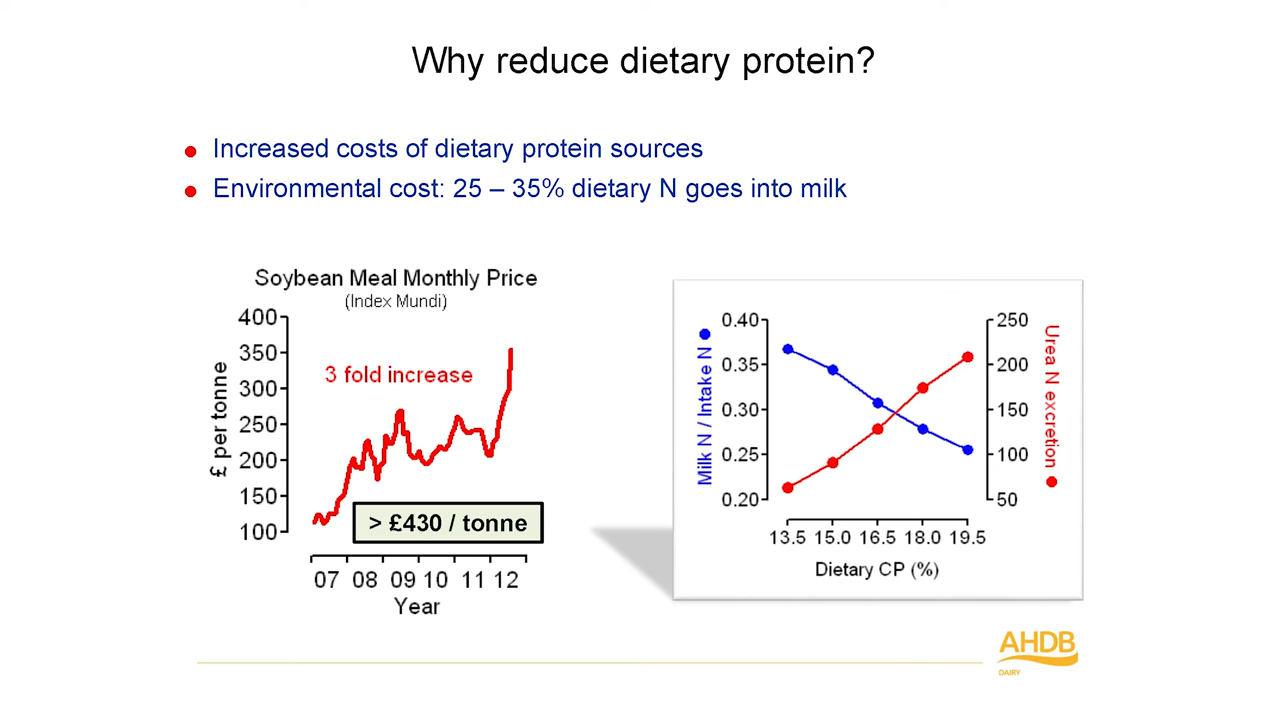 Why reduce dietary protein?
Increased costs of dietary protein sources
Environmental cost: 25 – 35% dietary N goes into milk
Soybean Meal Monthly Price
(Index Mundi)
400
350
300
250
200
150
100
£ per tonne
3 fold increase
> £430 / tonne
07 08 09 10 11 12
Year
0.40
0.35
0.30
0.25
0.20
Milk N / Intake N
250
200
150
100
50
Urea N excretion
13.5 15.0 16.5 18.0 19.5
Dietary CP (%)
AHDB
DAIRY